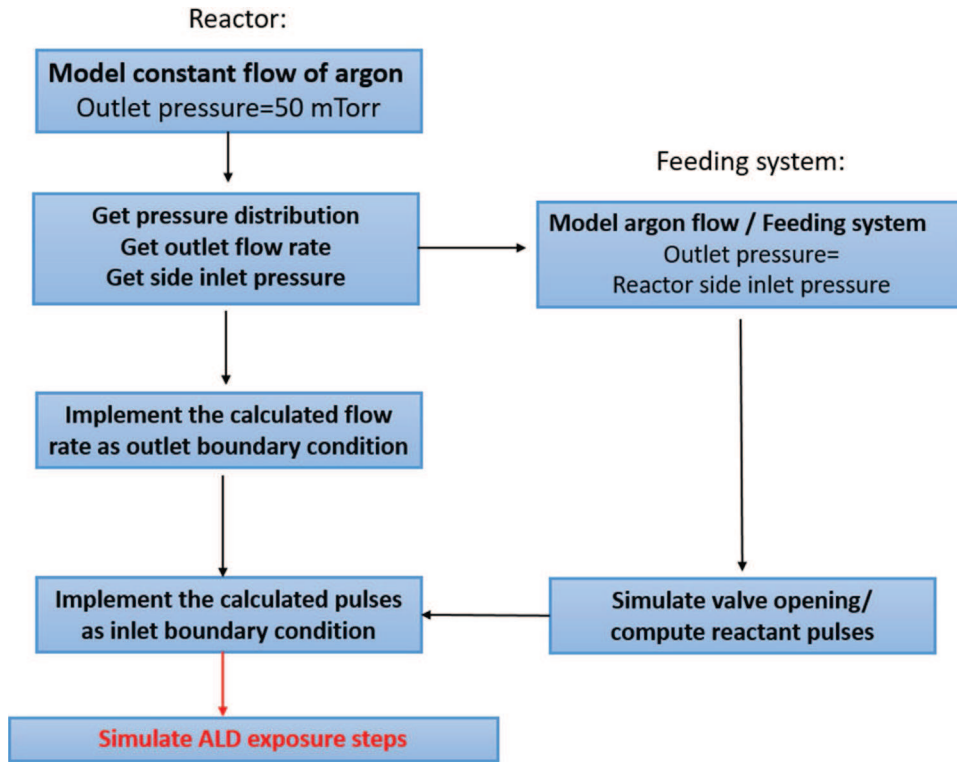 Reactor:
Model constant flow of argon
Outlet pressure=50 mTorr
Get pressure distribution
Get outlet flow rate
Get side inlet pressure
Feeding system:
Model argon flow / Feeding system
Outlet pressure=
Reactor side inlet pressure
Implement the calculated flow
rate as outlet boundary condition
Implement the calculated pulses
as inlet boundary condition
Simulate valve opening/
compute reactant pulses
Simulate ALD exposure steps